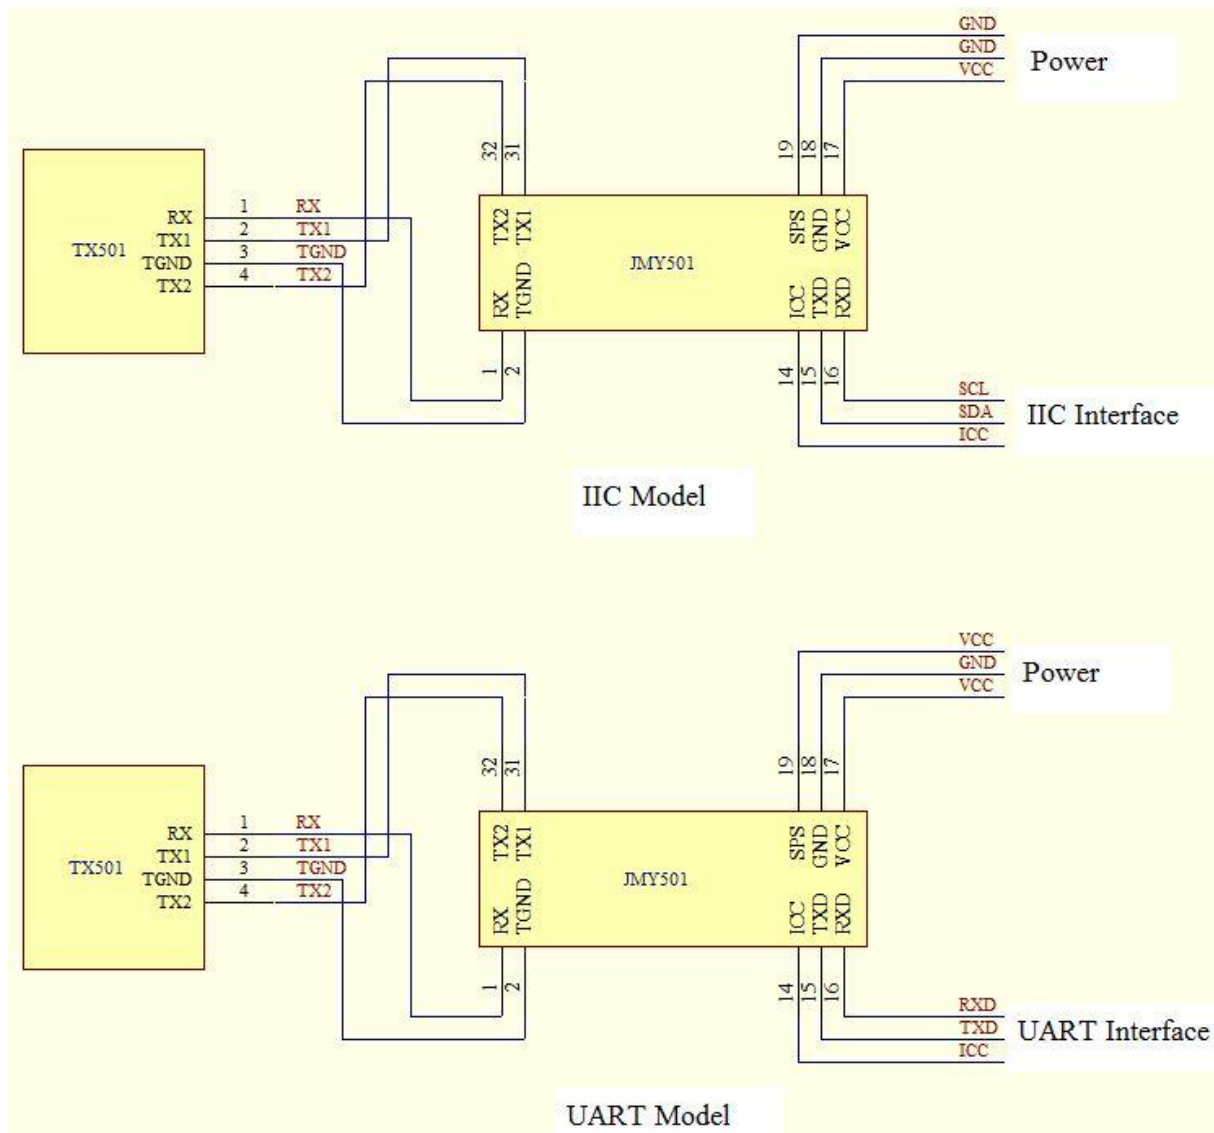 GND
GND
VCC
Power
32
31
19
18
17
RX
TX1
TGND
TX2
TX501
1
2
3
4
RX
TX1
TGND
TX2
TX2
TX1
RX
TGND
JMY501
SPS
GND
VCC
ICC
TXD
RXD
1
2
14
15
16
SCL
SDA
ICC
IIC Interface
IIC Model
VCC
GND
VCC
Power
32
31
19
18
17
RX
TX1
TGND
TX2
TX501
1
2
3
4
RX
TX1
TGND
TX2
TX2
TX1
RX
TGND
JMY501
SPS
GND
VCC
ICC
TXD
RXD
1
2
14
15
16
RXD
TXD
ICC
UART Interface
UART Model